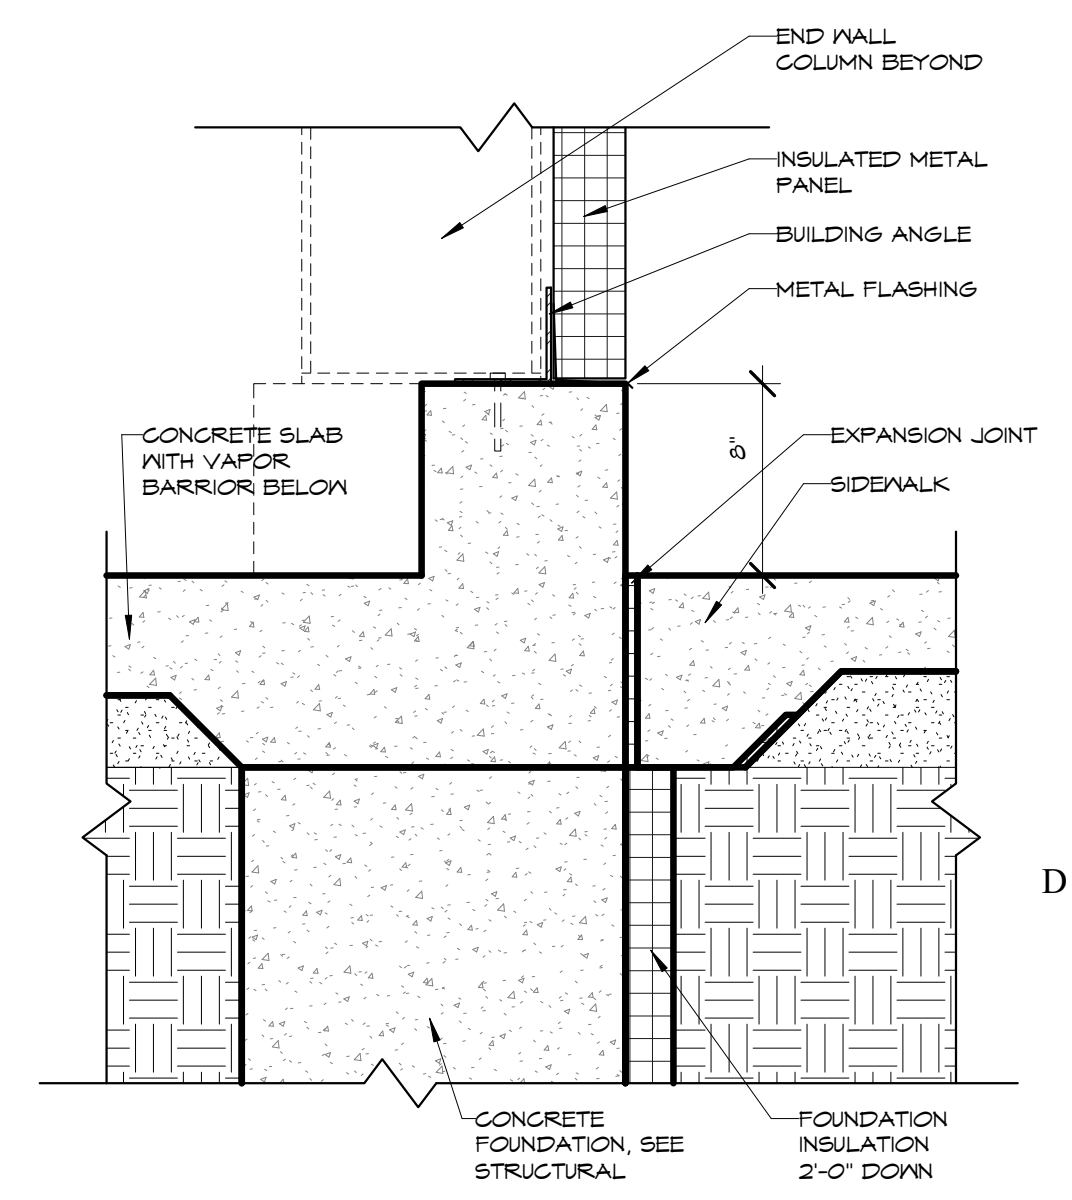 END WALL
COLUMN BEYOND
INSULATED METAL
PANEL
BUILDING ANGLE
METAL FLASHING
CONCRETE SLAB
WITH VAPOR
BARRIOR BELOW
8"
EXPANSION JOINT
SIDEWALK
D
CONCRETE
FOUNDATION, SEE
STRUCTURAL
FOUNDATION
INSULATION
2'-0" DOWN